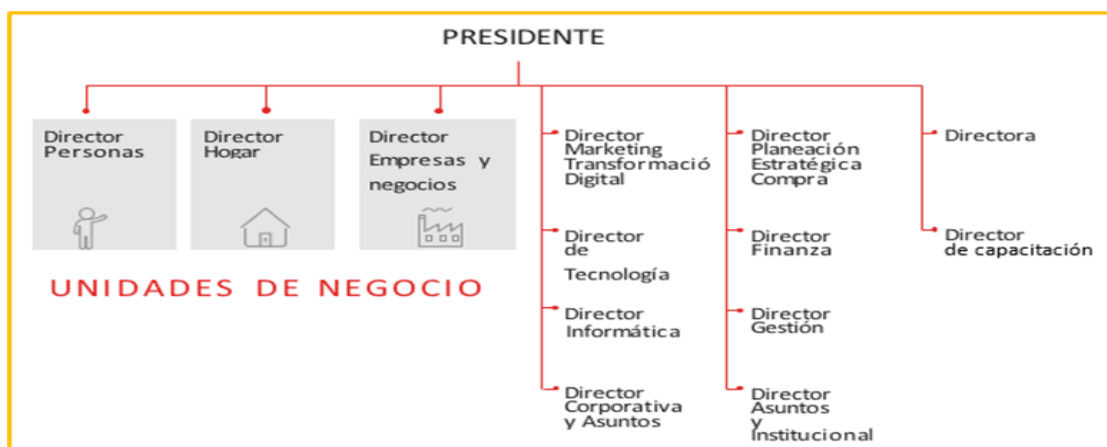 PRESIDENTE
Director
Personas
Director
Hogar
Director
Empresas y
negocios
UNIDADES DE NEGOCIO
Director
Marketing
Transformació
Digital
Director
de
Tecnología
Director
Informática
Director
Corporativa
y Asuntos
Director
Planeación
Estratégica
Compra
Director
Finanza
Director
Gestión
Director
Asuntos
y
Institucional
Directora
Director
de capacitación